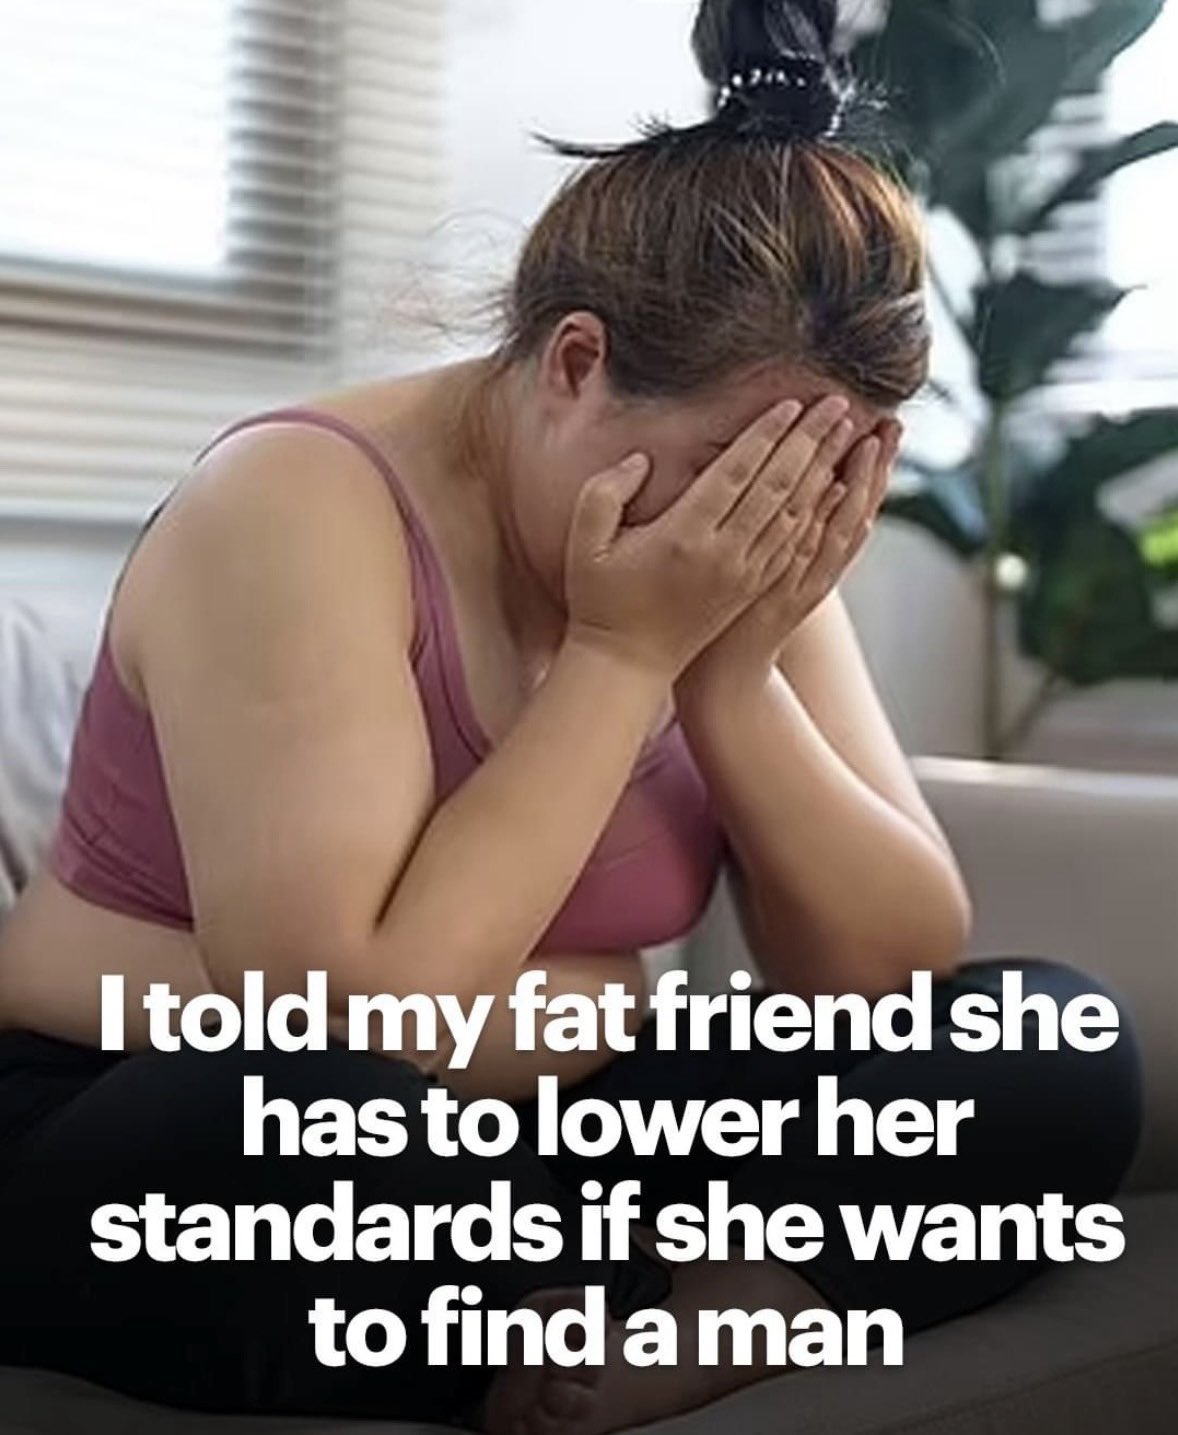 I told my fat friend she
has to lower her
standards if she wants
to find a man